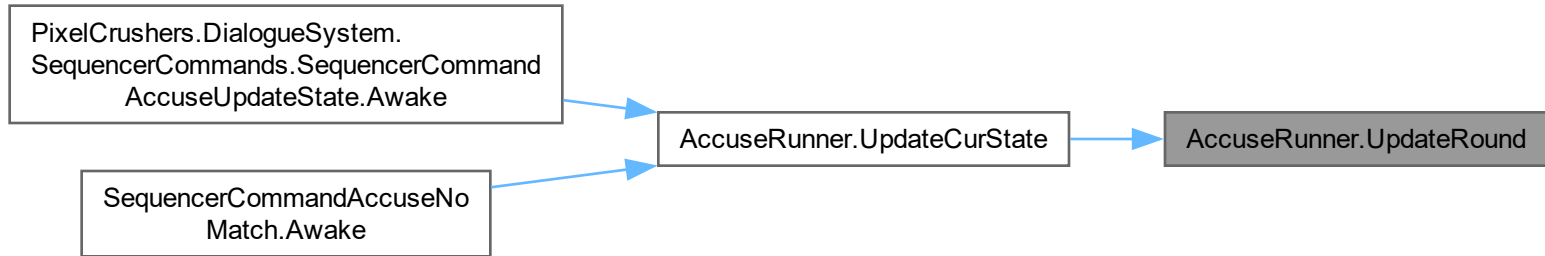 PixelCrushers.DialogueSystem.
SequencerCommands.SequencerCommand
AccuseUpdateState.Awake
AccuseRunner.UpdateCurState
AccuseRunner.UpdateRound
SequencerCommandAccuseNo
Match.Awake